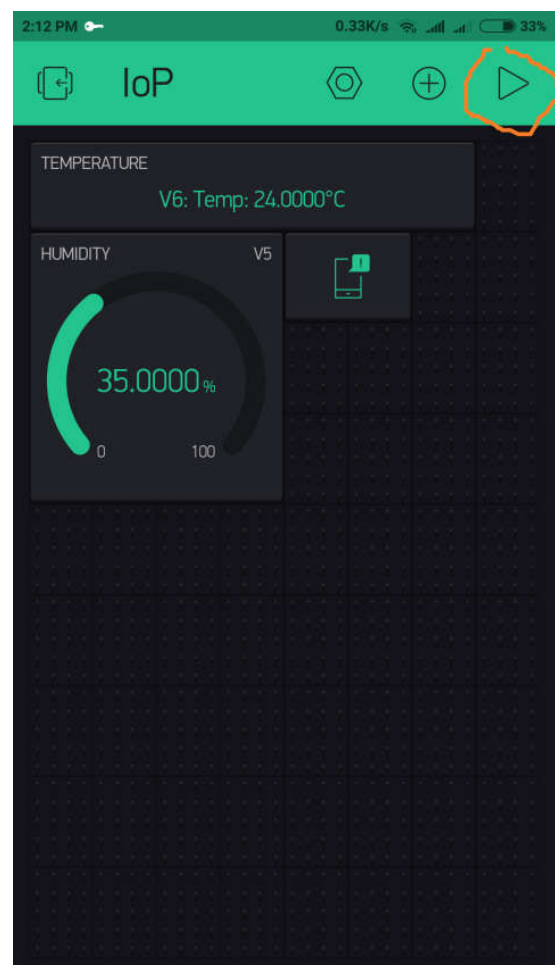 2:12 PM 0.33K/s 33%
IoP
TEMPERATURE
V6: Temp: 24.0000°C
HUMIDITY V5
35.0000%
0 100